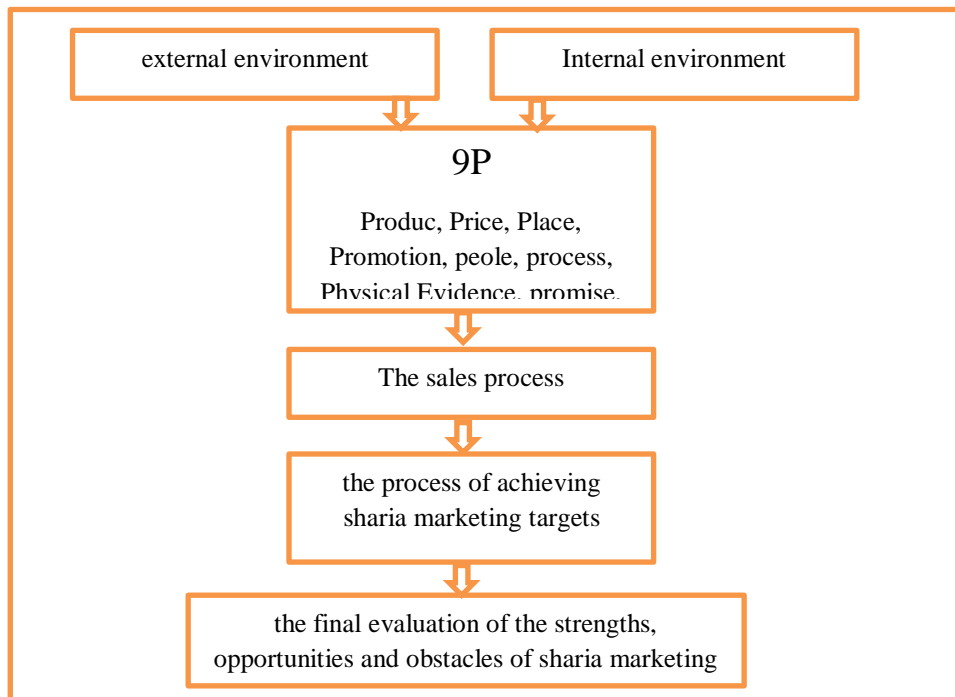 external environment
Internal environment
9P
Produc, Price, Place,
Promotion, peole, process,
Physical Evidence, promise,
The sales process
the process of achieving
sharia marketing targets
the final evaluation of the strengths,
opportunities and obstacles of sharia marketing